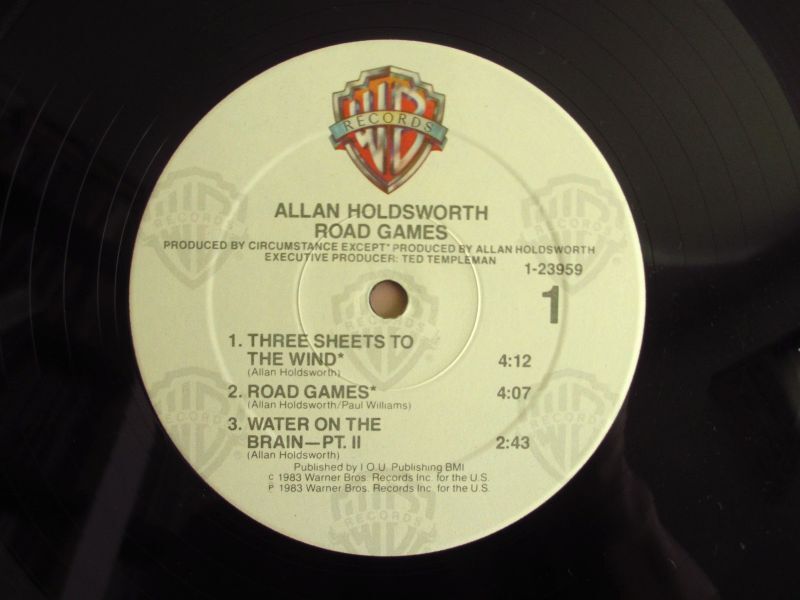 RECORDS
ALLAN HOLDSWORTH
ROAD GAMES
PRODUCED BY CIRCUMSTANCE EXCEPT* PRODUCED BY ALLAN HOLDSWORTH
EXECUTIVE PRODUCER: TED TEMPLEMAN
1-23959
1
1. THREE SHEETS TO
THE WIND* 4:12
(Allan Holdsworth)
2. ROAD GAMES* 4:07
(Allan Holdsworth/Paul Williams)
3. WATER ON THE
BRAIN—PT. II 2:43
(Allan Holdsworth)
Published by I.O.U. Publishing BMI
© 1983 Warner Bros. Records Inc. for the U.S.
℗ 1983 Warner Bros. Records Inc. for the U.S.